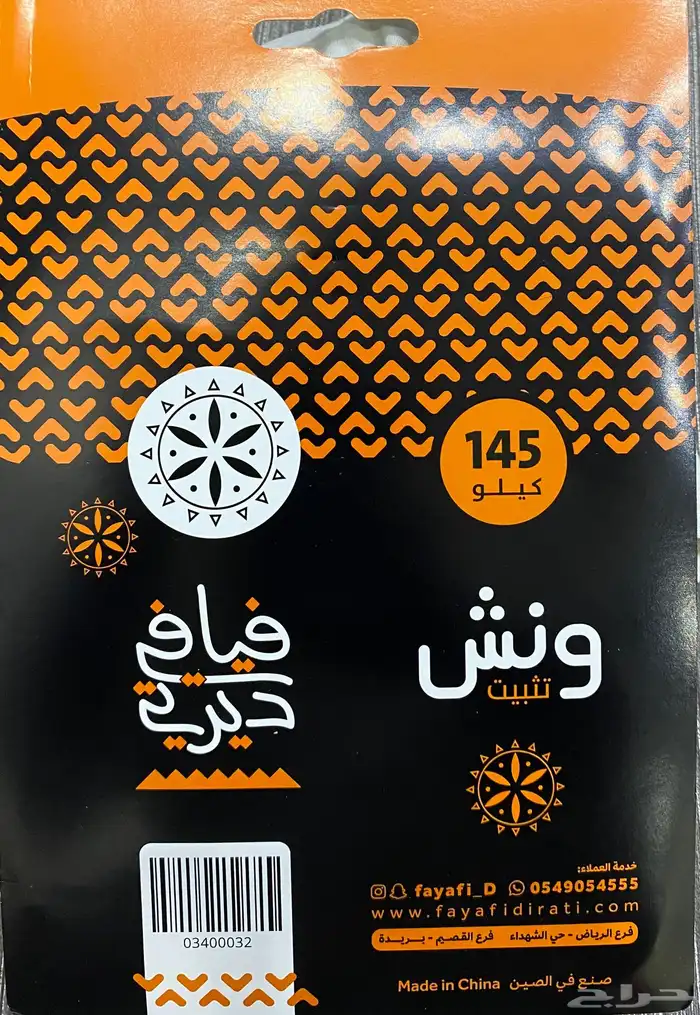 145
كيلو
فيافي
ديرتي
ونش
تثبيت
خدمة العملاء:
fayafi_D 0549054555
www.fayafidirati.com
فرع الرياض - حي الشهداء فرع القصيم - بريدة
صنع في الصين Made in China
03400032
حراج